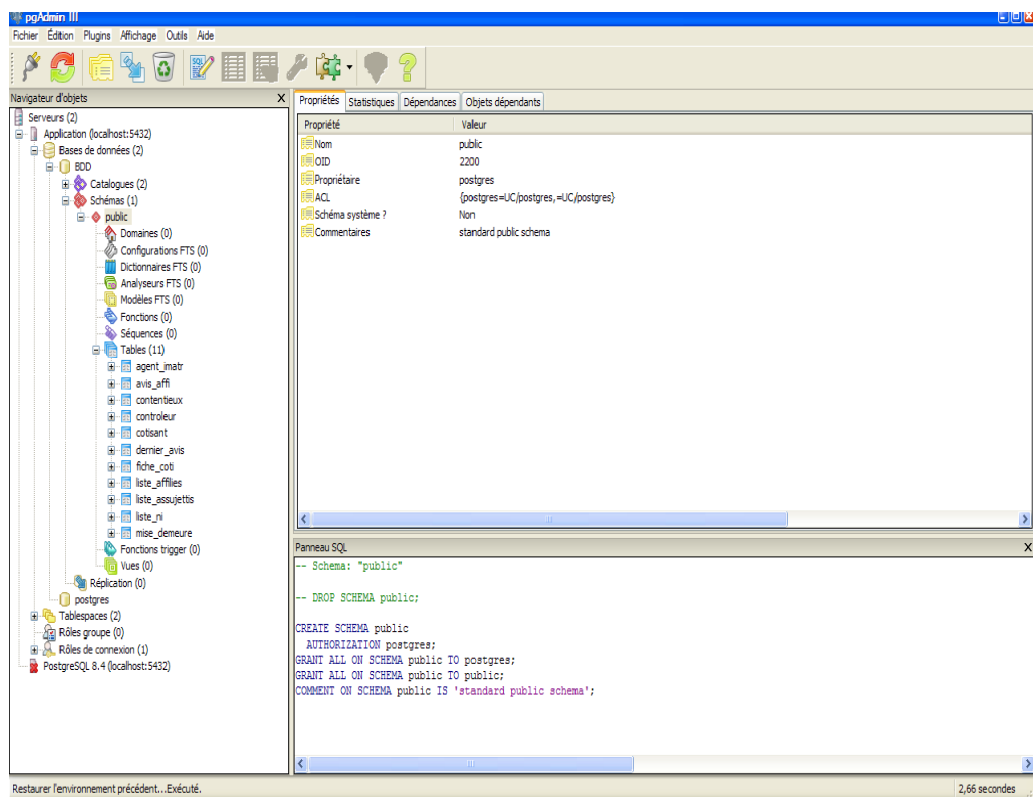 pgAdmin III
Fichier Édition Plugins Affichage Outils Aide
SQL
Navigateur d'objets X
Serveurs (2)
Application (localhost:5432)
Bases de données (2)
BDD
Catalogues (2)
Schémas (1)
public
Domaines (0)
Configurations FTS (0)
Dictionnaires FTS (0)
Analyseurs FTS (0)
Modèles FTS (0)
Fonctions (0)
Séquences (0)
Tables (11)
agent_imatr
avis_affi
contentieux
controleur
cotisant
dernier_avis
fiche_coti
liste_affilies
liste_assujettis
liste_ni
mise_demeure
Fonctions trigger (0)
Vues (0)
Réplication (0)
postgres
Tablespaces (2)
Rôles groupe (0)
Rôles de connexion (1)
PostgreSQL 8.4 (localhost:5432)
Propriétés Statistiques Dépendances Objets dépendants
Propriété Valeur
Nom public
OID 2200
Propriétaire postgres
ACL {postgres=UC/postgres,=UC/postgres}
Schéma système ? Non
Commentaires standard public schema
Panneau SQL X
-- Schema: "public"
-- DROP SCHEMA public;
CREATE SCHEMA public
AUTHORIZATION postgres;
GRANT ALL ON SCHEMA public TO postgres;
GRANT ALL ON SCHEMA public TO public;
COMMENT ON SCHEMA public IS 'standard public schema';
Restaurer l'environnement précédent...Exécuté. 2,66 secondes